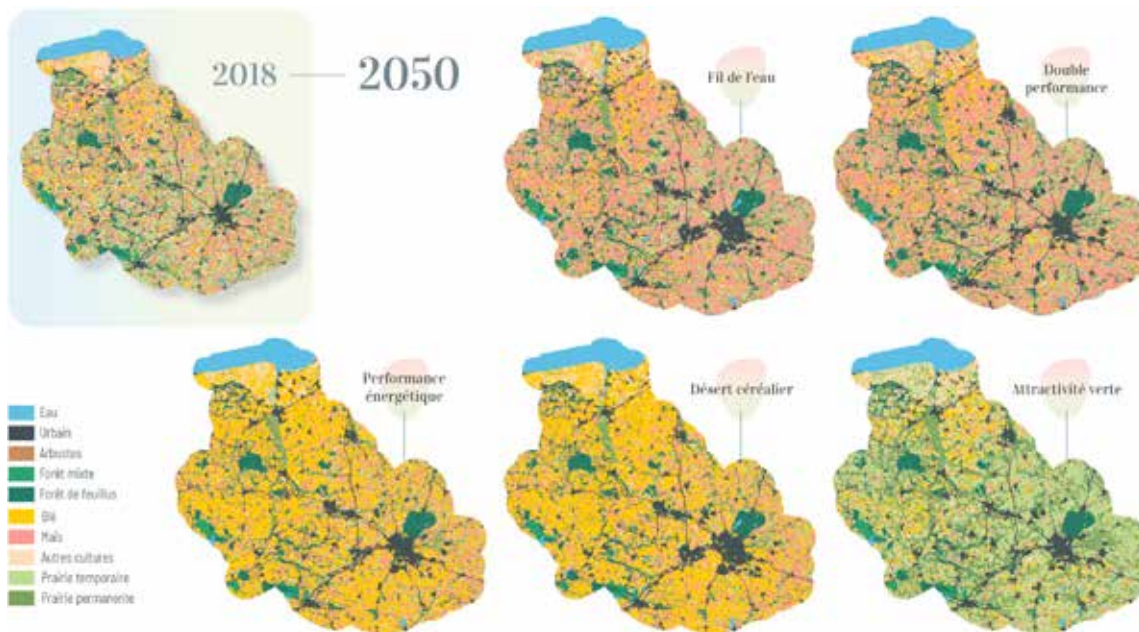 2018
2050
Fil de l'eau
Double
performance
Performance
énergétique
Désert céréalier
Attractivité verte
Eau
Urbain
Arbustes
Forêt mixte
Forêt de feuillus
Blé
Maïs
Autres cultures
Prairie temporaire
Prairie permanente